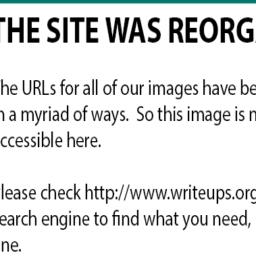 THE SITE WAS REORG
he URLs for all of our images have be
n a myriad of ways. So this image is n
ccessible here.
lease check http://www.writeups.org
earch engine to find what you need,
ne.